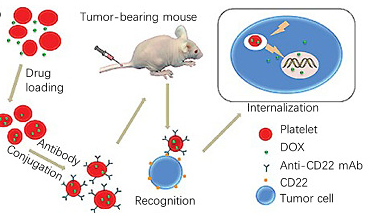 Tumor-bearing mouse
Drug
loading
Antibody
Conjugation
Recognition
Internalization
Platelet
DOX
Anti-CD22 mAb
CD22
Tumor cell